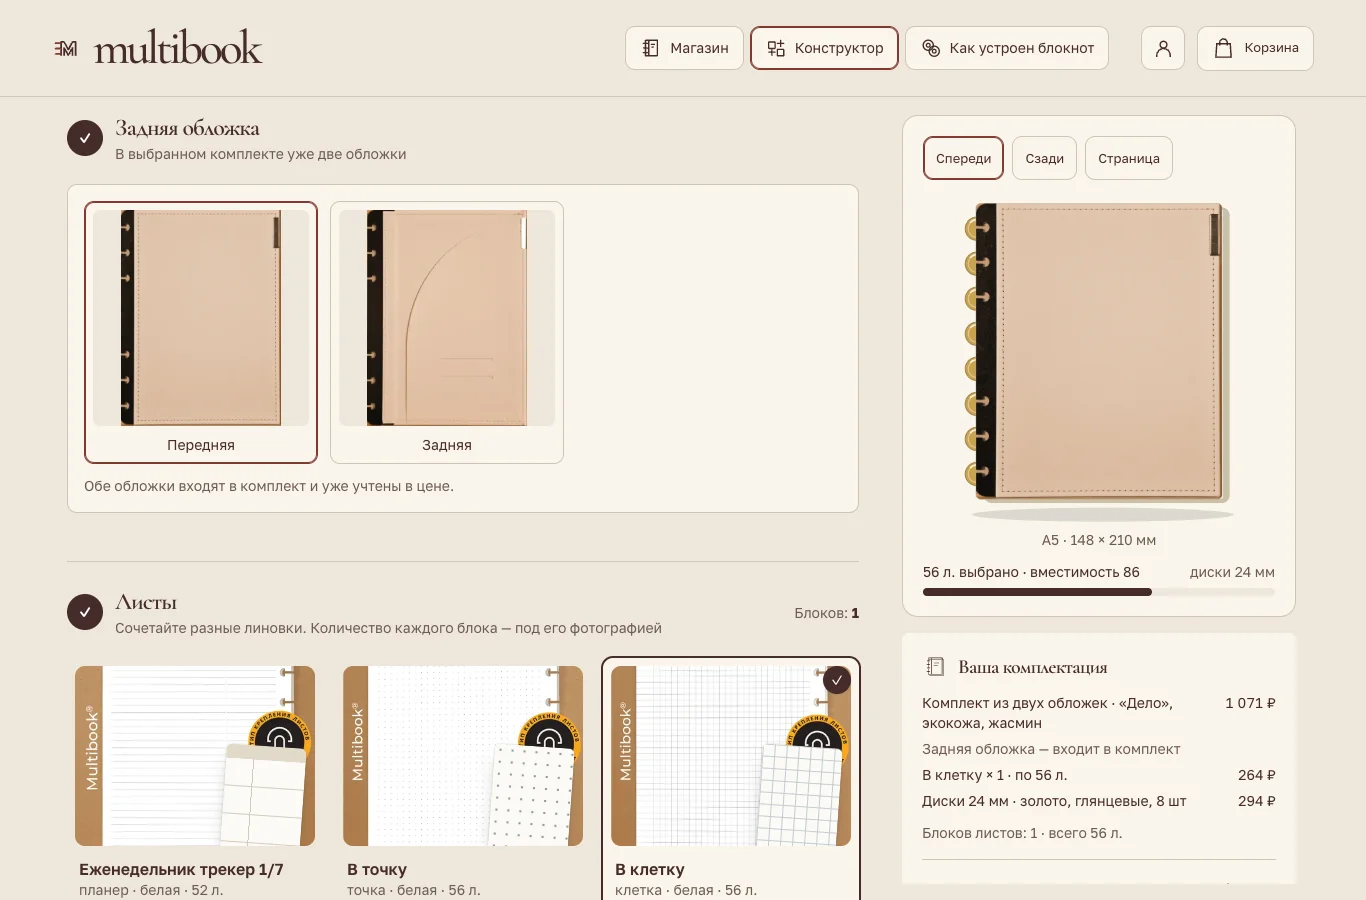 multibook
Магазин
Конструктор
Как устроен блокнот
Корзина
Задняя обложка
В выбранном комплекте уже две обложки
Передняя
Задняя
Обе обложки входят в комплект и уже учтены в цене.
Листы
Сочетайте разные линовки. Количество каждого блока — под его фотографией
Блоков: 1
Multibook®
Multibook®
Multibook®
Еженедельник трекер 1/7
планер · белая · 52 л.
В точку
точка · белая · 56 л.
В клетку
клетка · белая · 56 л.
Спереди
Сзади
Страница
A5 · 148 × 210 мм
56 л. выбрано · вместимость 86
диски 24 мм
Ваша комплектация
Комплект из двух обложек · «Дело»,
экокожа, жасмин
1 071 ₽
Задняя обложка — входит в комплект
В клетку × 1 · по 56 л.
264 ₽
Диски 24 мм · золото, глянцевые, 8 шт
294 ₽
Блоков листов: 1 · всего 56 л.